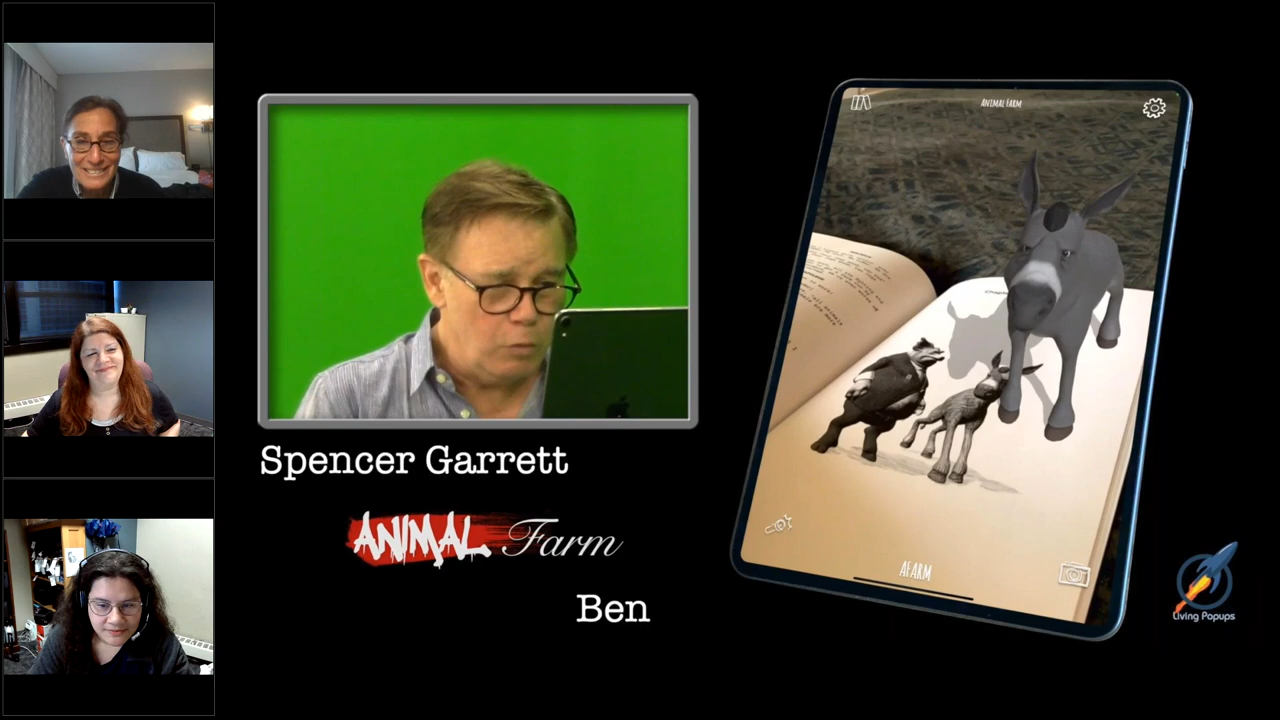 Spencer Garrett
ANIMAL Farm
Ben
ANIMAL FARM
AFARM
Living Popups